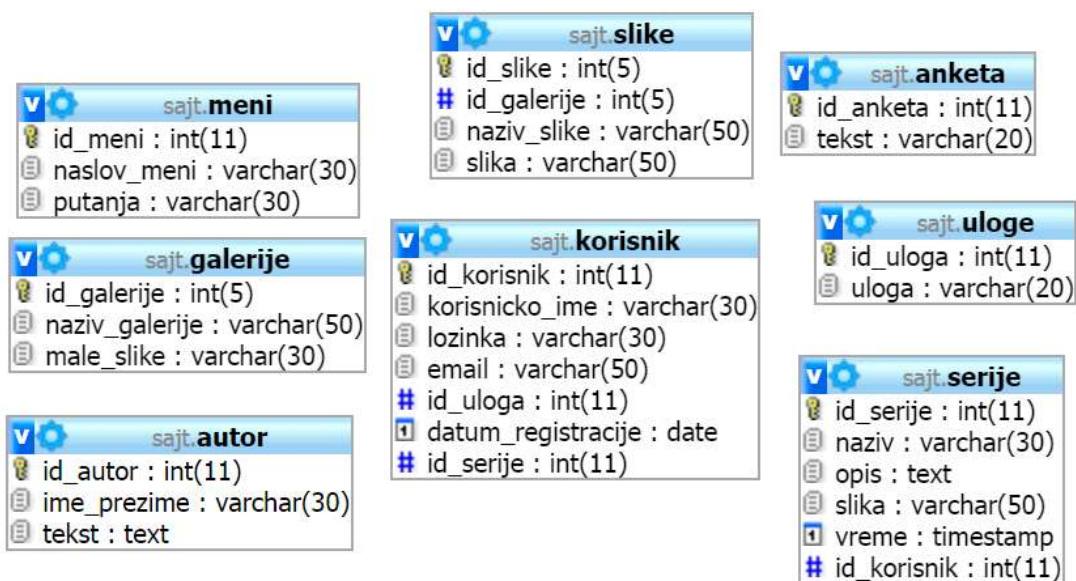 sajt.meni
id_meni : int(11)
naslov_meni : varchar(30)
putanja : varchar(30)
sajt.galerije
id_galerije : int(5)
naziv_galerije : varchar(50)
male_slike : varchar(30)
sajt.autor
id_autor : int(11)
ime_prezime : varchar(30)
tekst : text
sajt.slike
id_slike : int(5)
# id_galerije : int(5)
naziv_slike : varchar(50)
slika : varchar(50)
sajt.korisnik
id_korisnik : int(11)
korisnicko_ime : varchar(30)
lozinka : varchar(30)
email : varchar(50)
# id_uloga : int(11)
datum_registracije : date
# id_serije : int(11)
sajt.anketa
id_anketa : int(11)
tekst : varchar(20)
sajt.uloge
id_uloga : int(11)
uloga : varchar(20)
sajt.serije
id_serije : int(11)
naziv : varchar(30)
opis : text
slika : varchar(50)
vreme : timestamp
# id_korisnik : int(11)